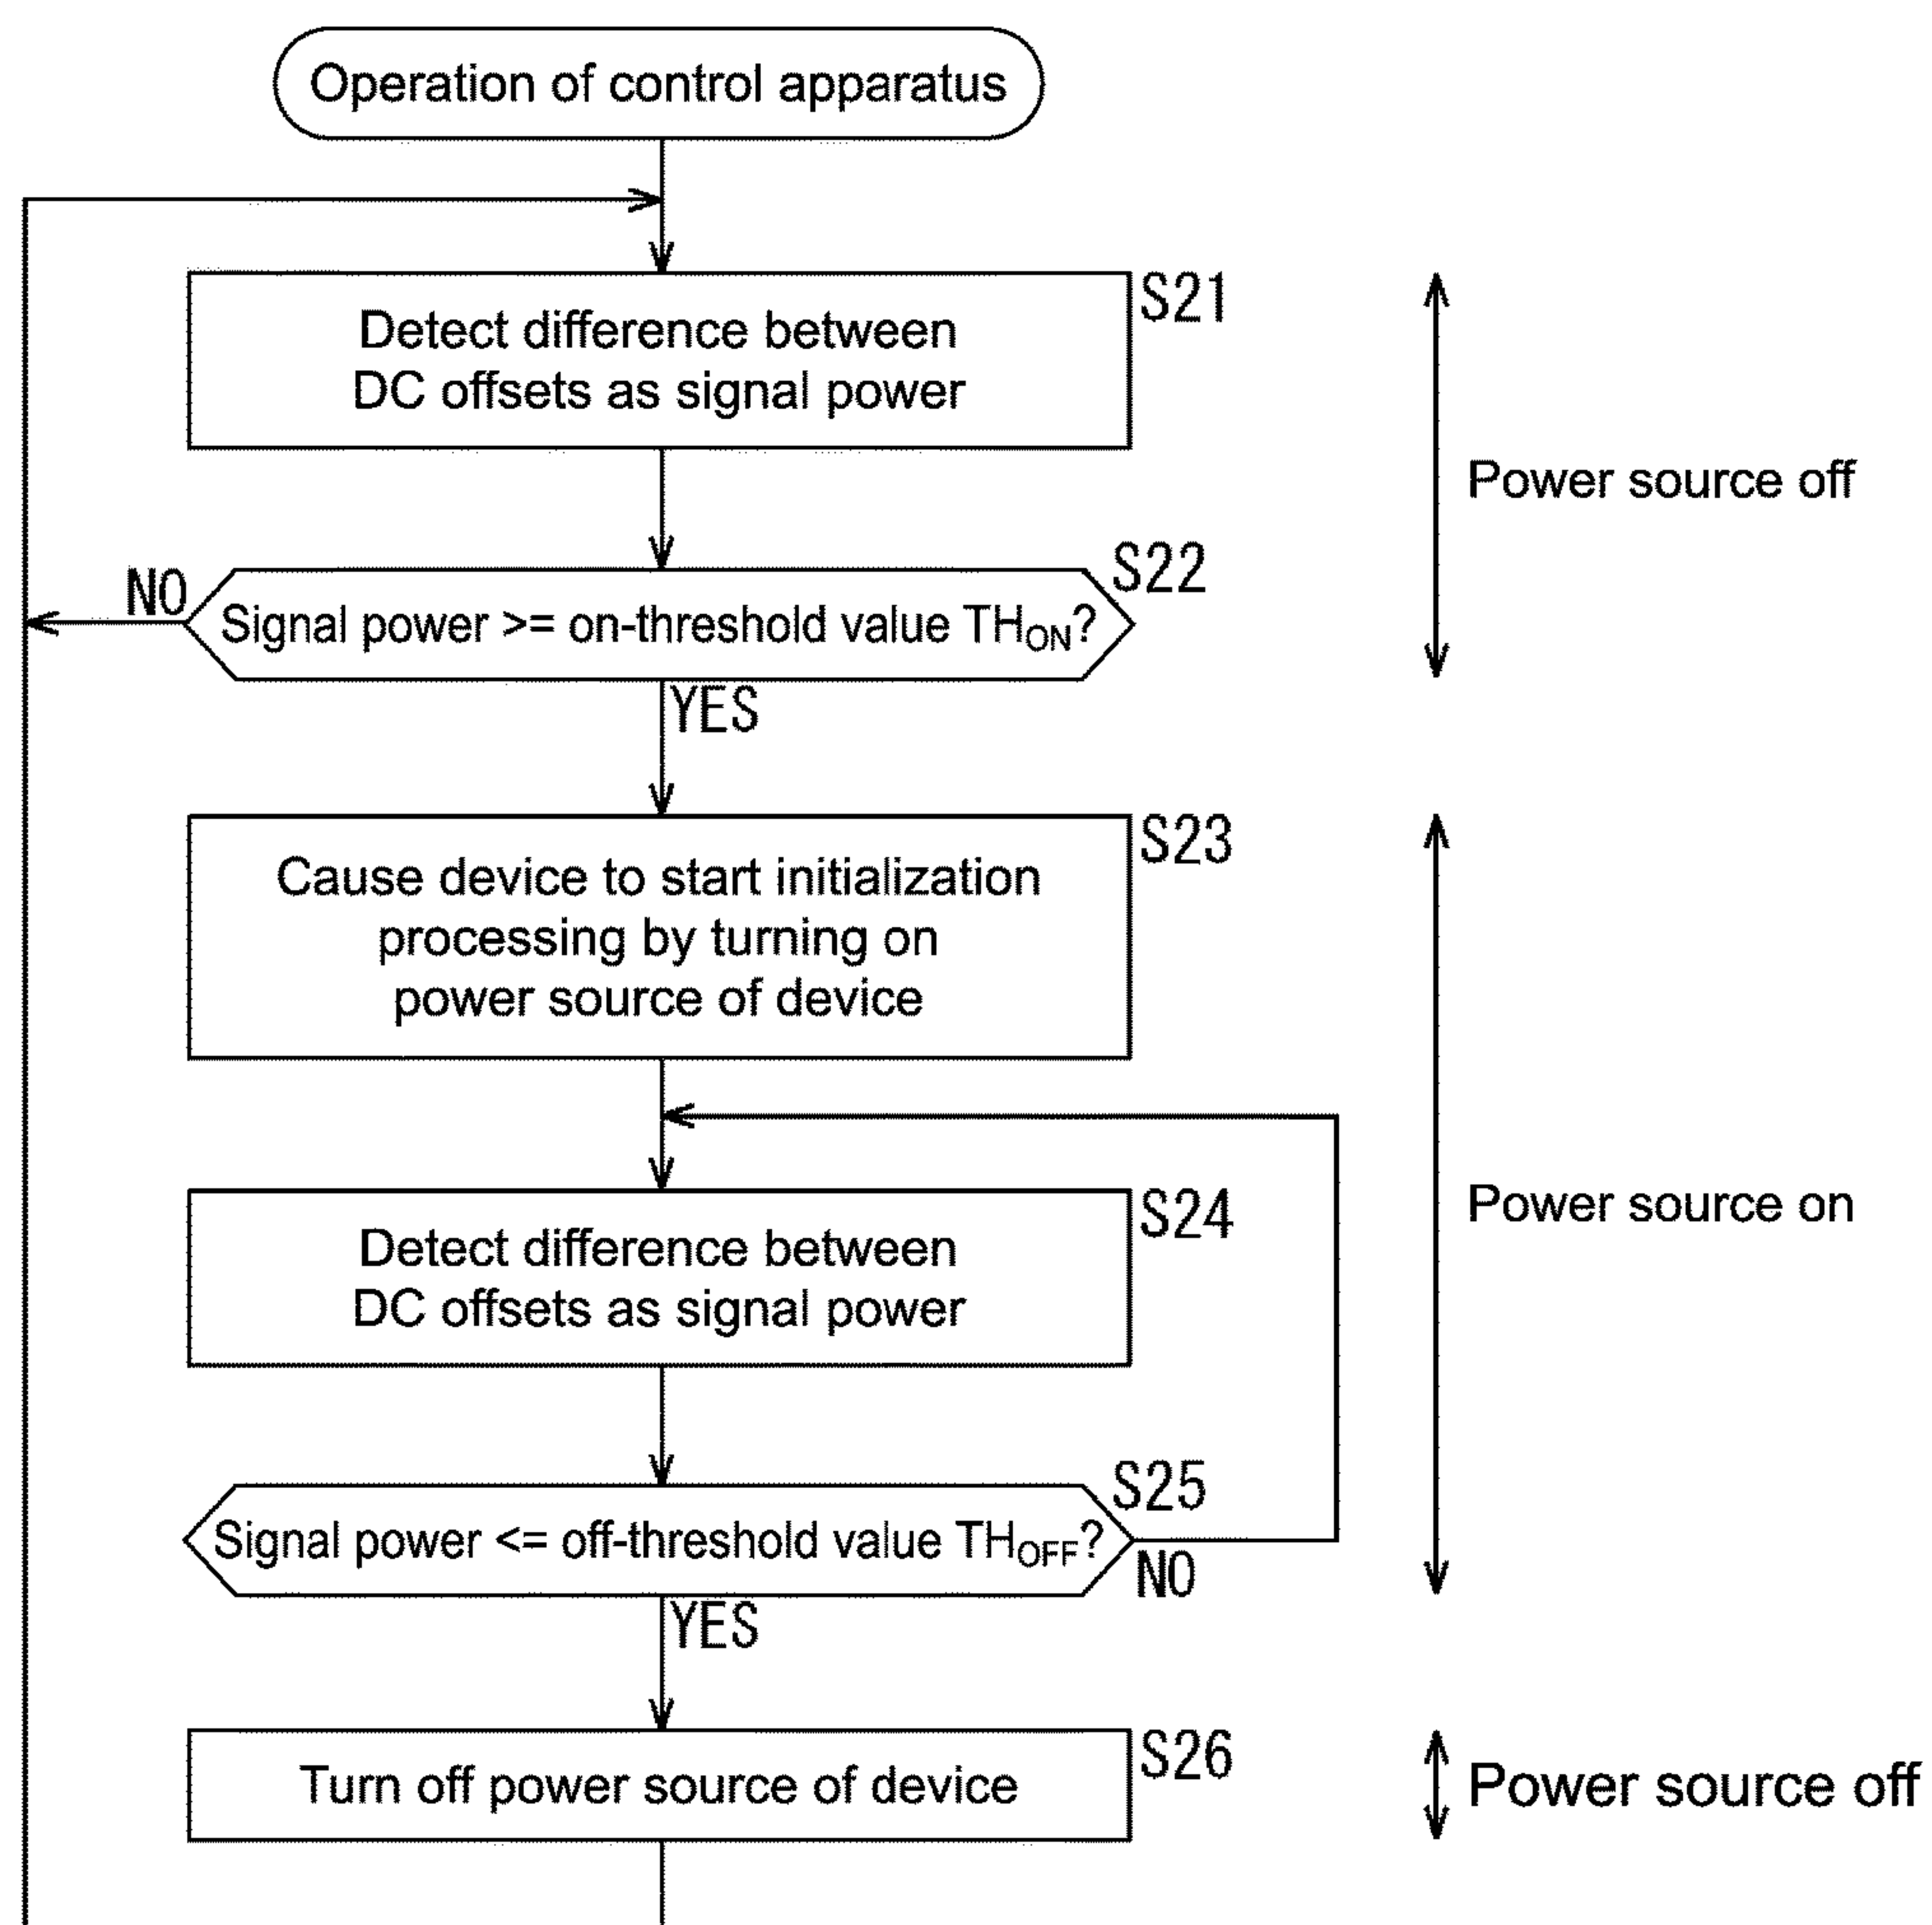 Operation of control apparatus
S21
Detect difference between
DC offsets as signal power
Power source off
S22
NO
Signal power >= on-threshold value TH_ON?
YES
S23
Cause device to start initialization
processing by turning on
power source of device
S24
Power source on
Detect difference between
DC offsets as signal power
S25
Signal power <= off-threshold value TH_OFF?
NO
YES
S26
Turn off power source of device
Power source off